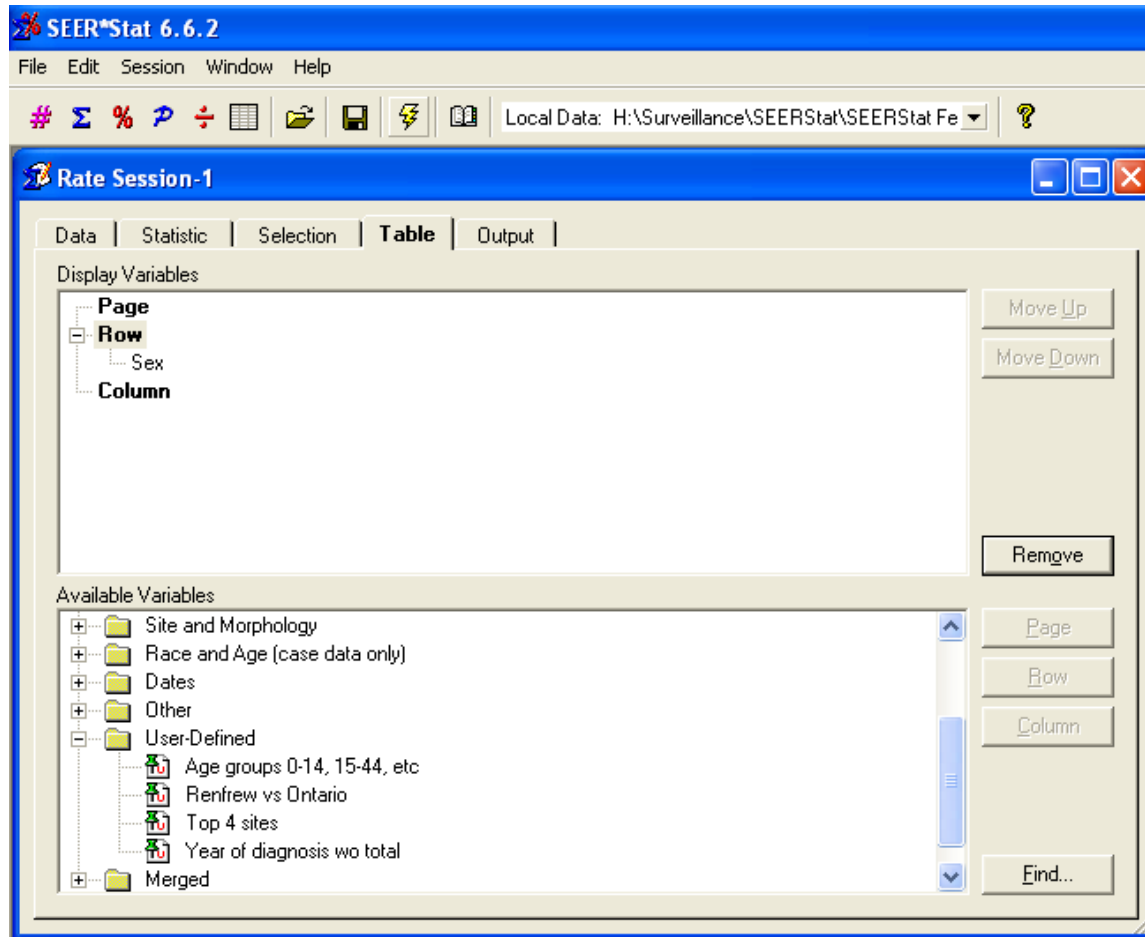 SEER*Stat 6.6.2
File Edit Session Window Help
# Σ % P ÷ Local Data: H:\Surveillance\SEERStat\SEERStat Fe ?
Rate Session-1
Data Statistic Selection Table Output
Display Variables
Page
Move Up
Row
Sex
Move Down
Column
Remove
Available Variables
Site and Morphology
Page
Race and Age (case data only)
Dates
Row
Other
User-Defined
Column
Age groups 0-14, 15-44, etc
Renfrew vs Ontario
Top 4 sites
Year of diagnosis wo total
Merged
Find...